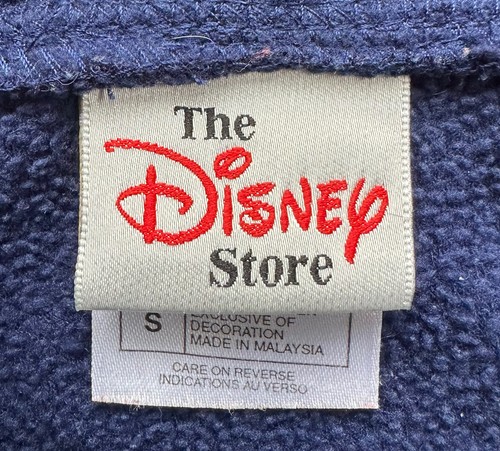 The
Disney
Store
S
EXCLUSIVE OF
DECORATION
MADE IN MALAYSIA
CARE ON REVERSE
INDICATIONS AU VERSO